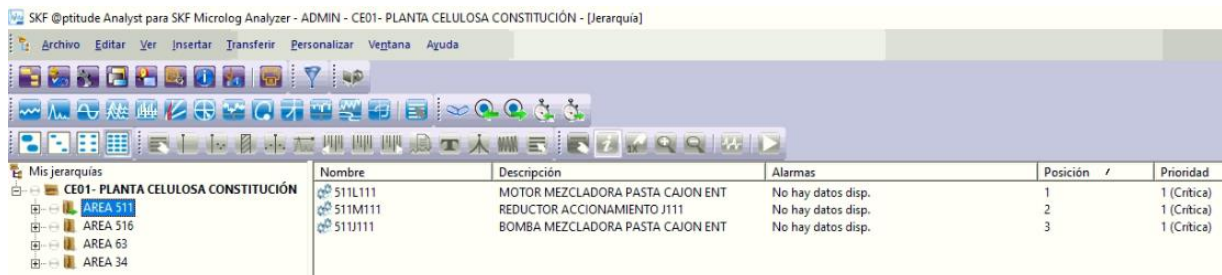 SKF @ptitude Analyst para SKF Microlog Analyzer - ADMIN - CE01- PLANTA CELULOSA CONSTITUCIÓN - [Jerarquía]
Archivo Editar Ver Insertar Transferir Personalizar Ventana Ayuda
Mis jerarquías
CE01- PLANTA CELULOSA CONSTITUCIÓN
AREA 511
AREA 516
AREA 63
AREA 34
Nombre Descripción Alarmas Posición Prioridad
511L111 MOTOR MEZCLADORA PASTA CAJON ENT No hay datos disp. 1 1 (Crítica)
511M111 REDUCTOR ACCIONAMIENTO J111 No hay datos disp. 2 1 (Crítica)
511J111 BOMBA MEZCLADORA PASTA CAJON ENT No hay datos disp. 3 1 (Crítica)